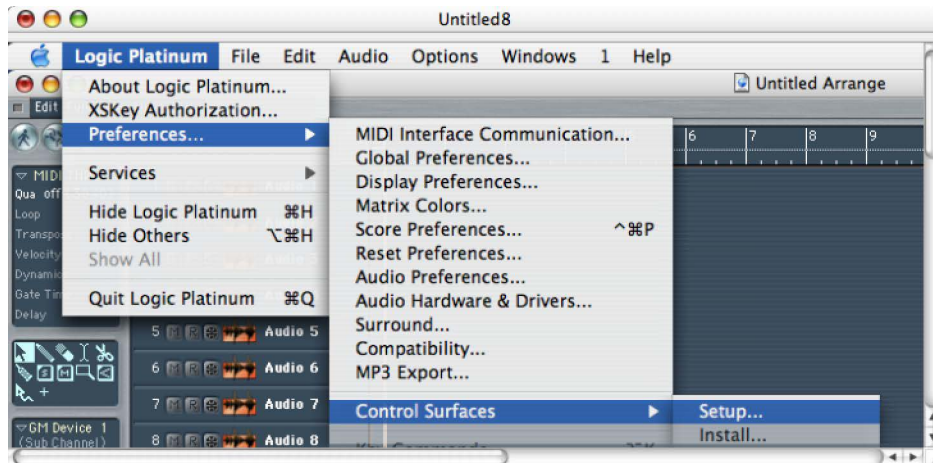 Untitled8
Logic Platinum File Edit Audio Options Windows 1 Help
Untitled Arrange
Edit
About Logic Platinum...
XSKey Authorization...
Preferences...
Services
Hide Logic Platinum ⌘H
Hide Others ⌥⌘H
Show All
Quit Logic Platinum ⌘Q
MIDI Interface Communication...
Global Preferences...
Display Preferences...
Matrix Colors...
Score Preferences... ^⌘P
Reset Preferences...
Audio Preferences...
Audio Hardware & Drivers...
Surround...
Compatibility...
MP3 Export...
Control Surfaces
Setup...
Install...
6 7 8 9
MIDI
Qua off
Loop
Transpo
Velocity
Dynamic
Gate Tim
Delay
5 M R Audio 5
6 M R Audio 6
7 M R Audio 7
8 M R Audio 8
GM Device 1
(Sub Channel)